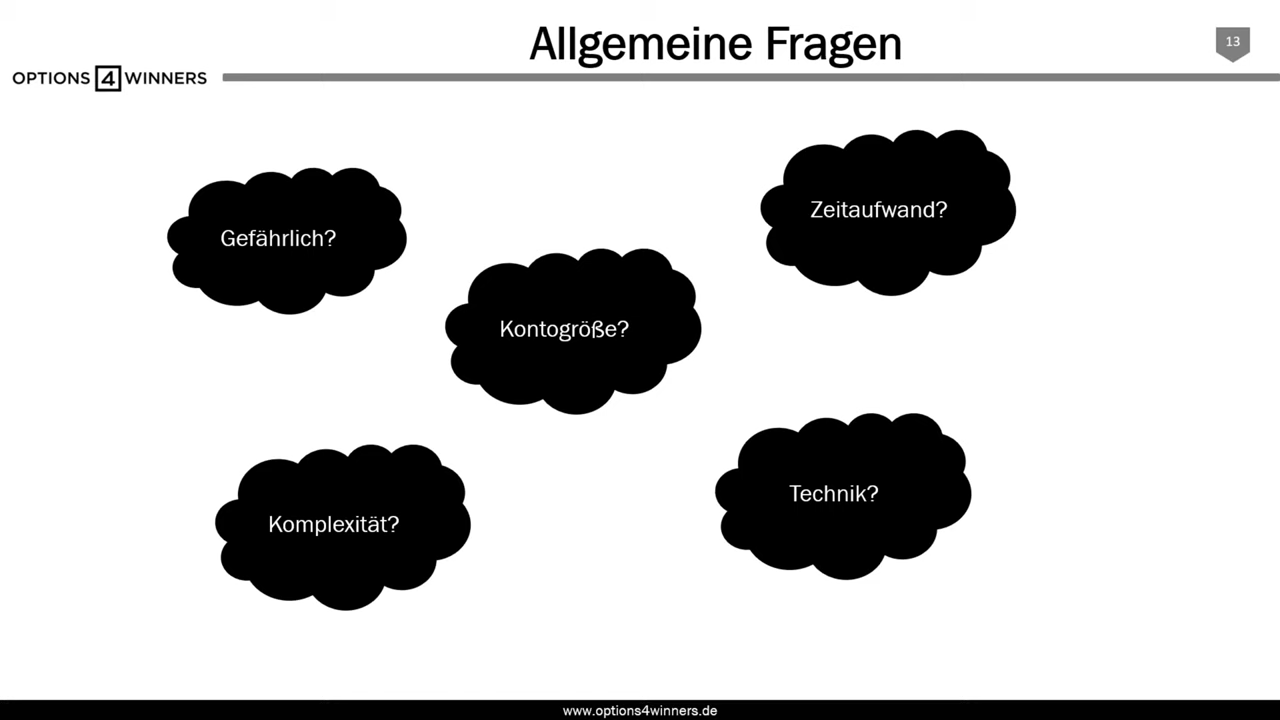 Allgemeine Fragen
13
OPTIONS 4 WINNERS
Gefährlich?
Zeitaufwand?
Kontogröße?
Komplexität?
Technik?
www.options4winners.de